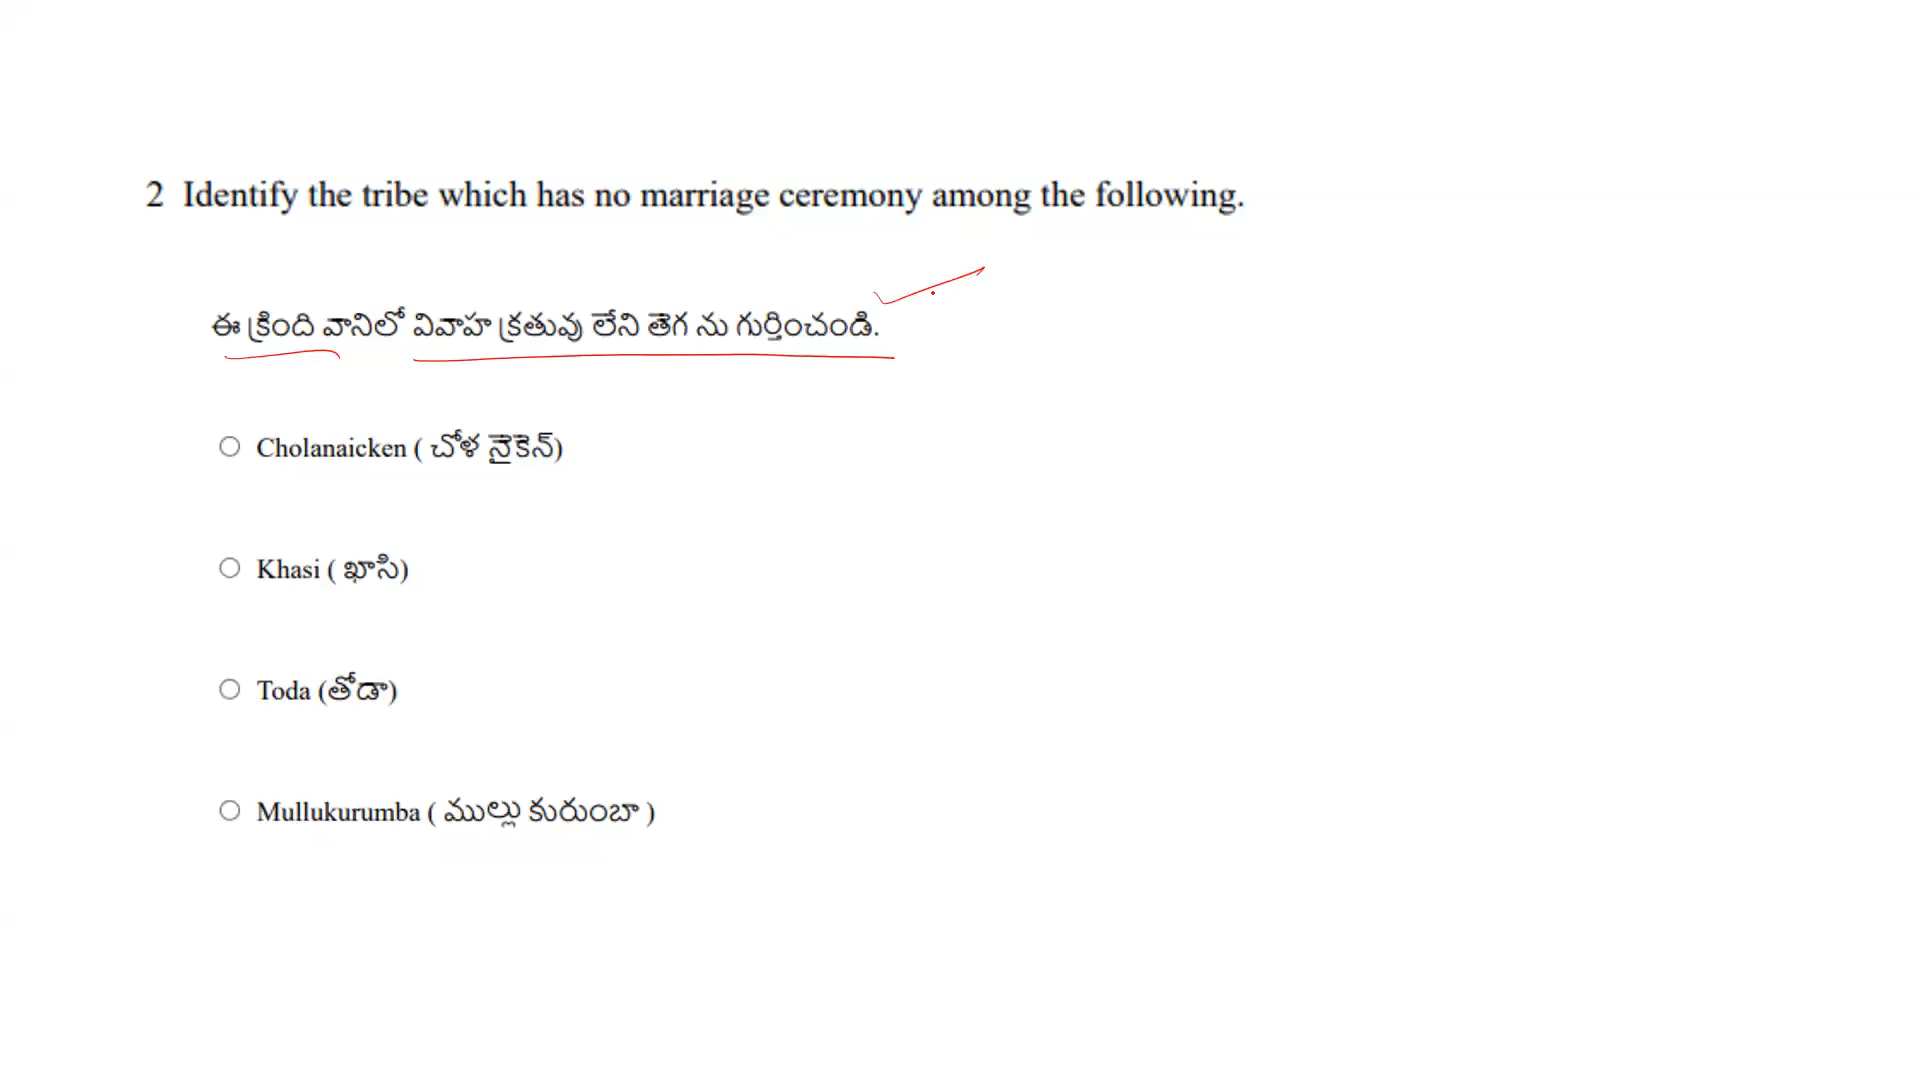 2 Identify the tribe which has no marriage ceremony among the following.
ఈ క్రింది వానిలో వివాహ క్రతువు లేని తెగ ను గుర్తించండి.
Cholanaicken ( చోళ నైకెన్)
Khasi ( ఖాసి)
Toda (తోడా)
Mullukurumba ( ముల్లు కురుంబా )